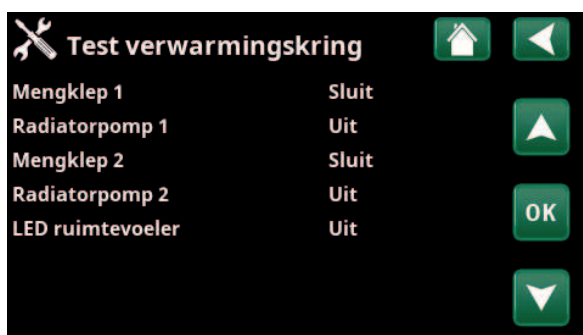 Test verwarmingskring
Mengklep 1 Sluit
Radiatorpomp 1 Uit
Mengklep 2 Sluit
Radiatorpomp 2 Uit
OK
LED ruimtevoeler Uit